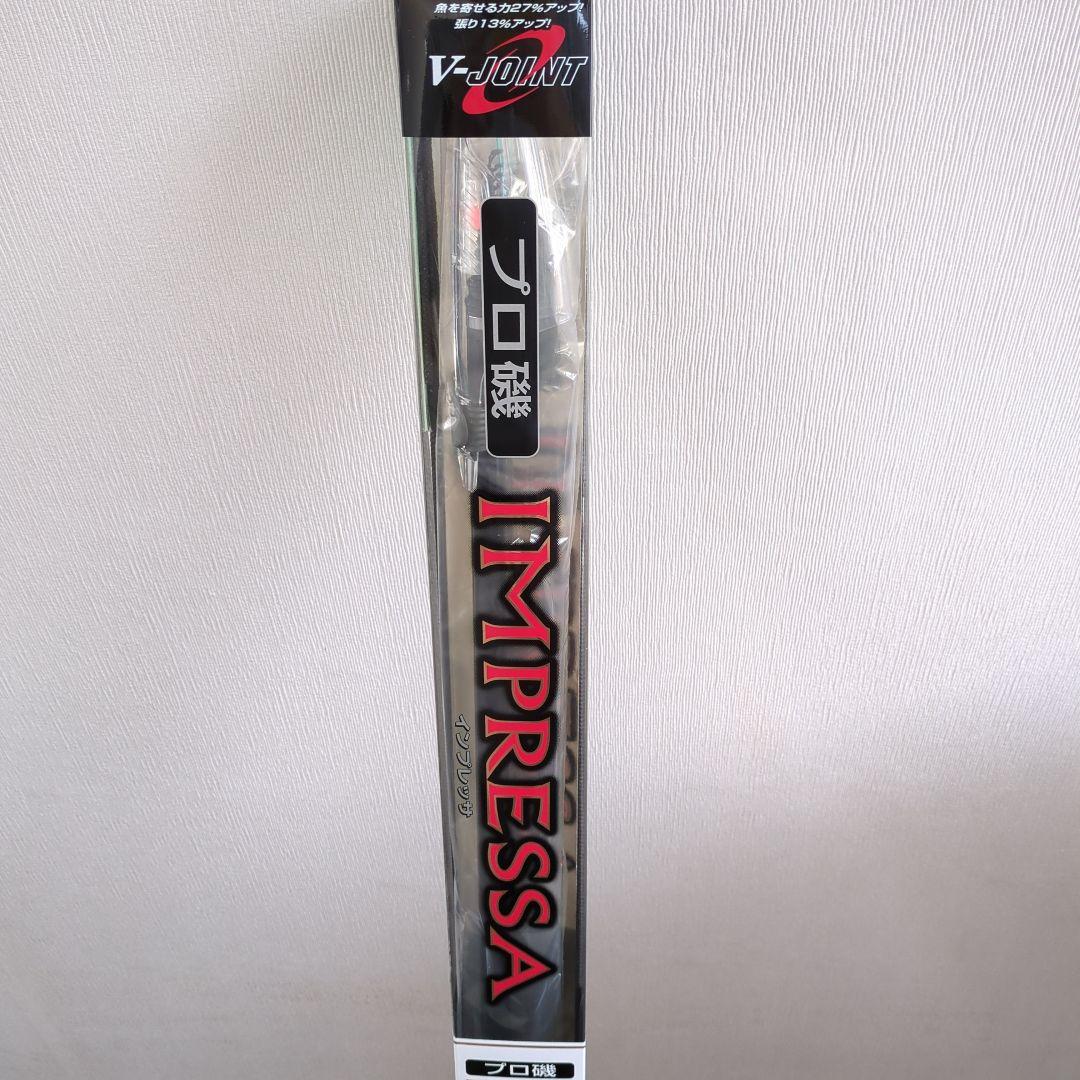 魚を寄せる力27%アップ!
張り13%アップ!
V-JOINT
プロ磯
IMPRESSA
インプレッサ
プロ磯